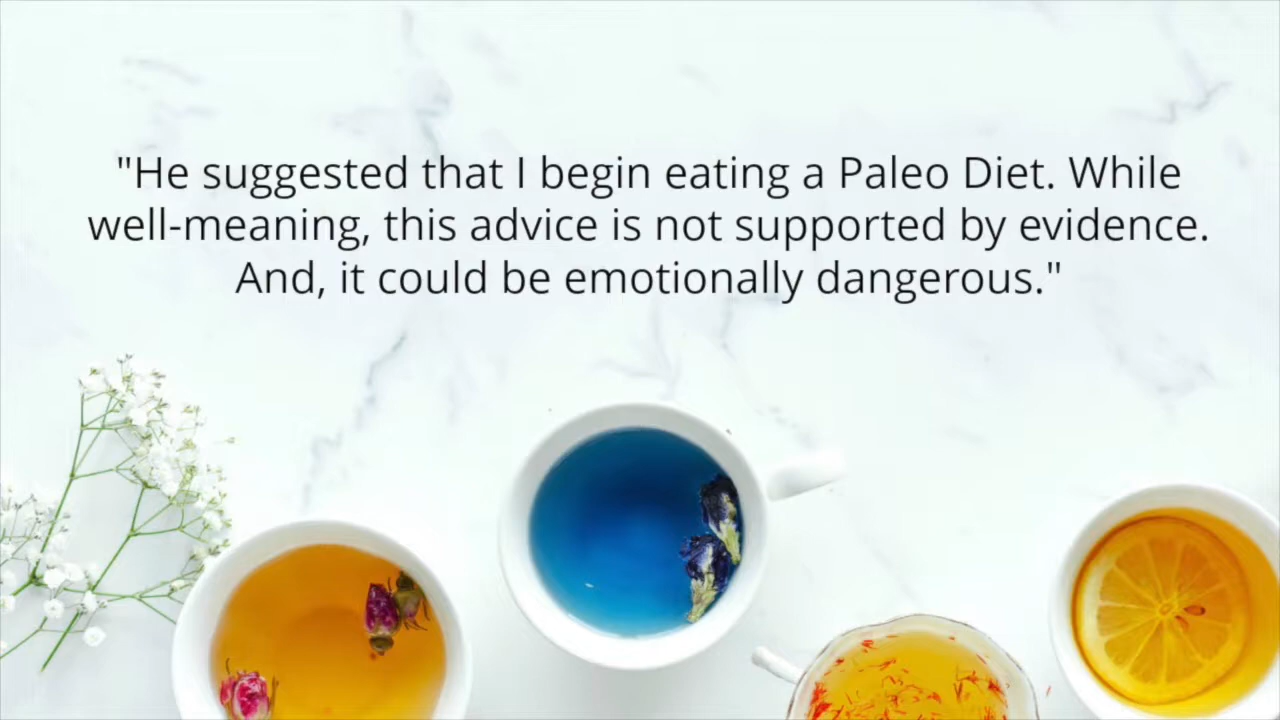 "He suggested that I begin eating a Paleo Diet. While
well-meaning, this advice is not supported by evidence.
And, it could be emotionally dangerous."